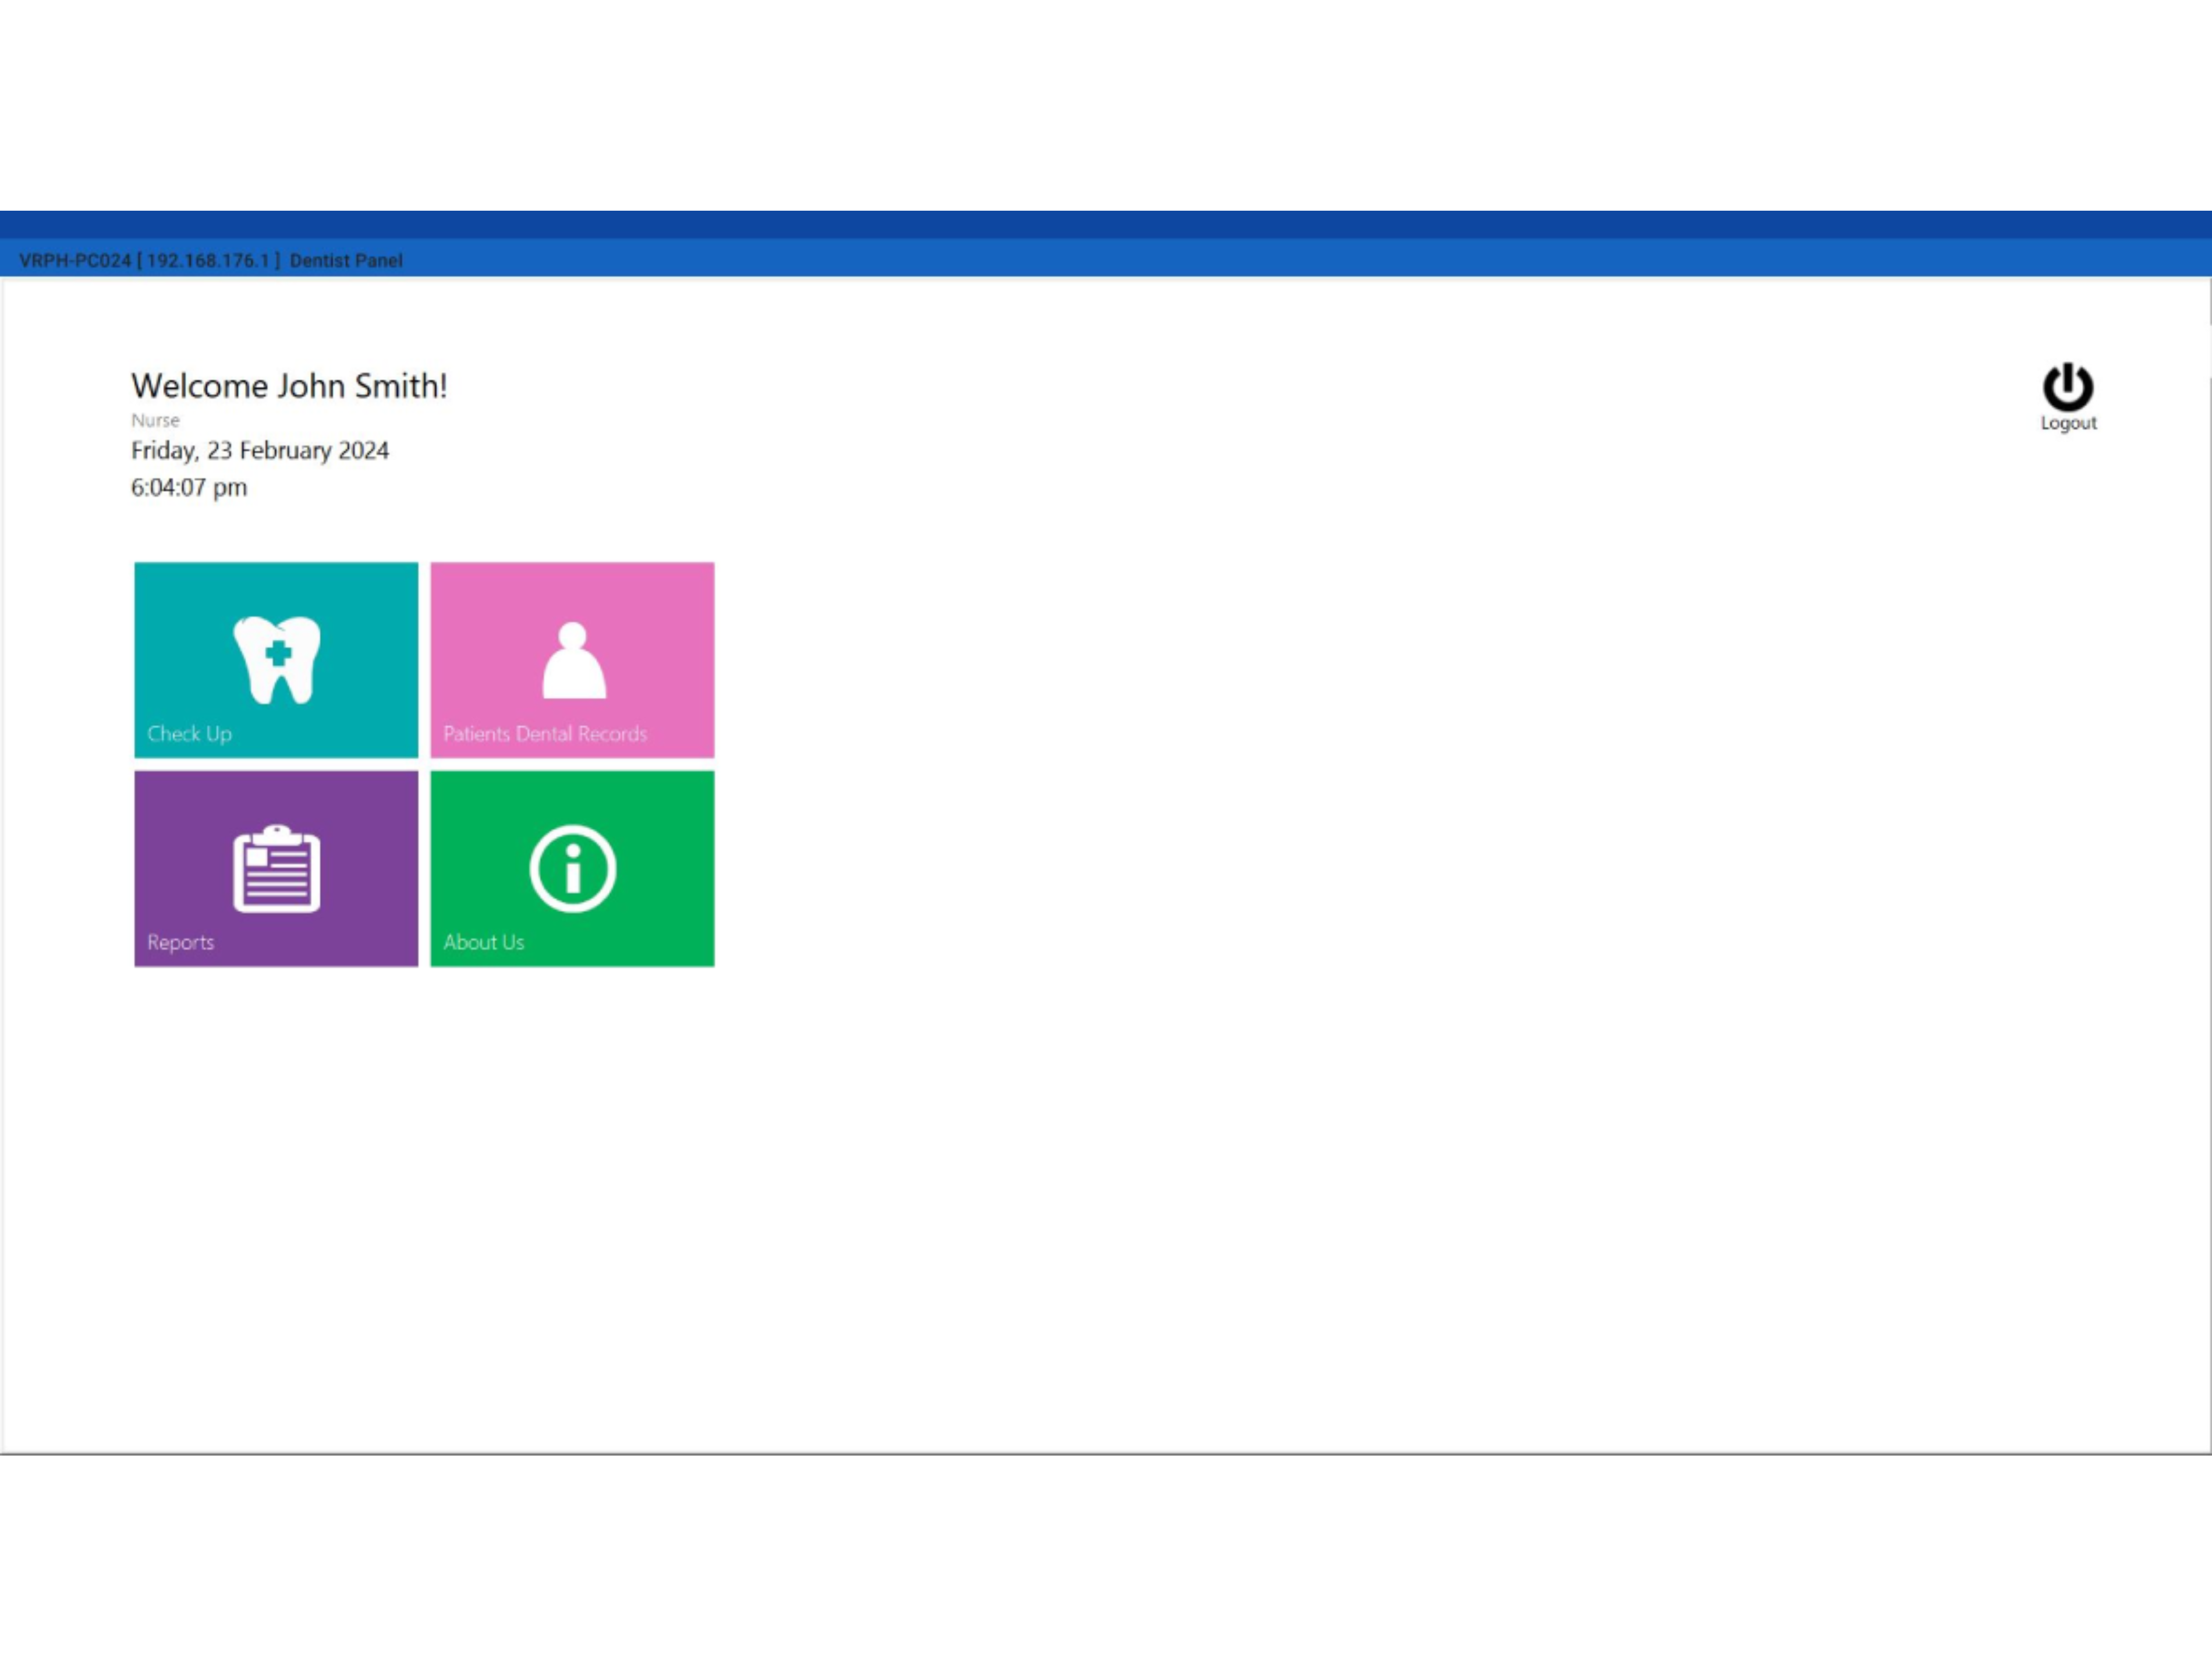 VRPH-PC024 [ 192.168.176.1 ] Dentist Panel
Welcome John Smith!
Nurse
Friday, 23 February 2024
6:04:07 pm
Logout
Check Up
Patients Dental Records
Reports
About Us